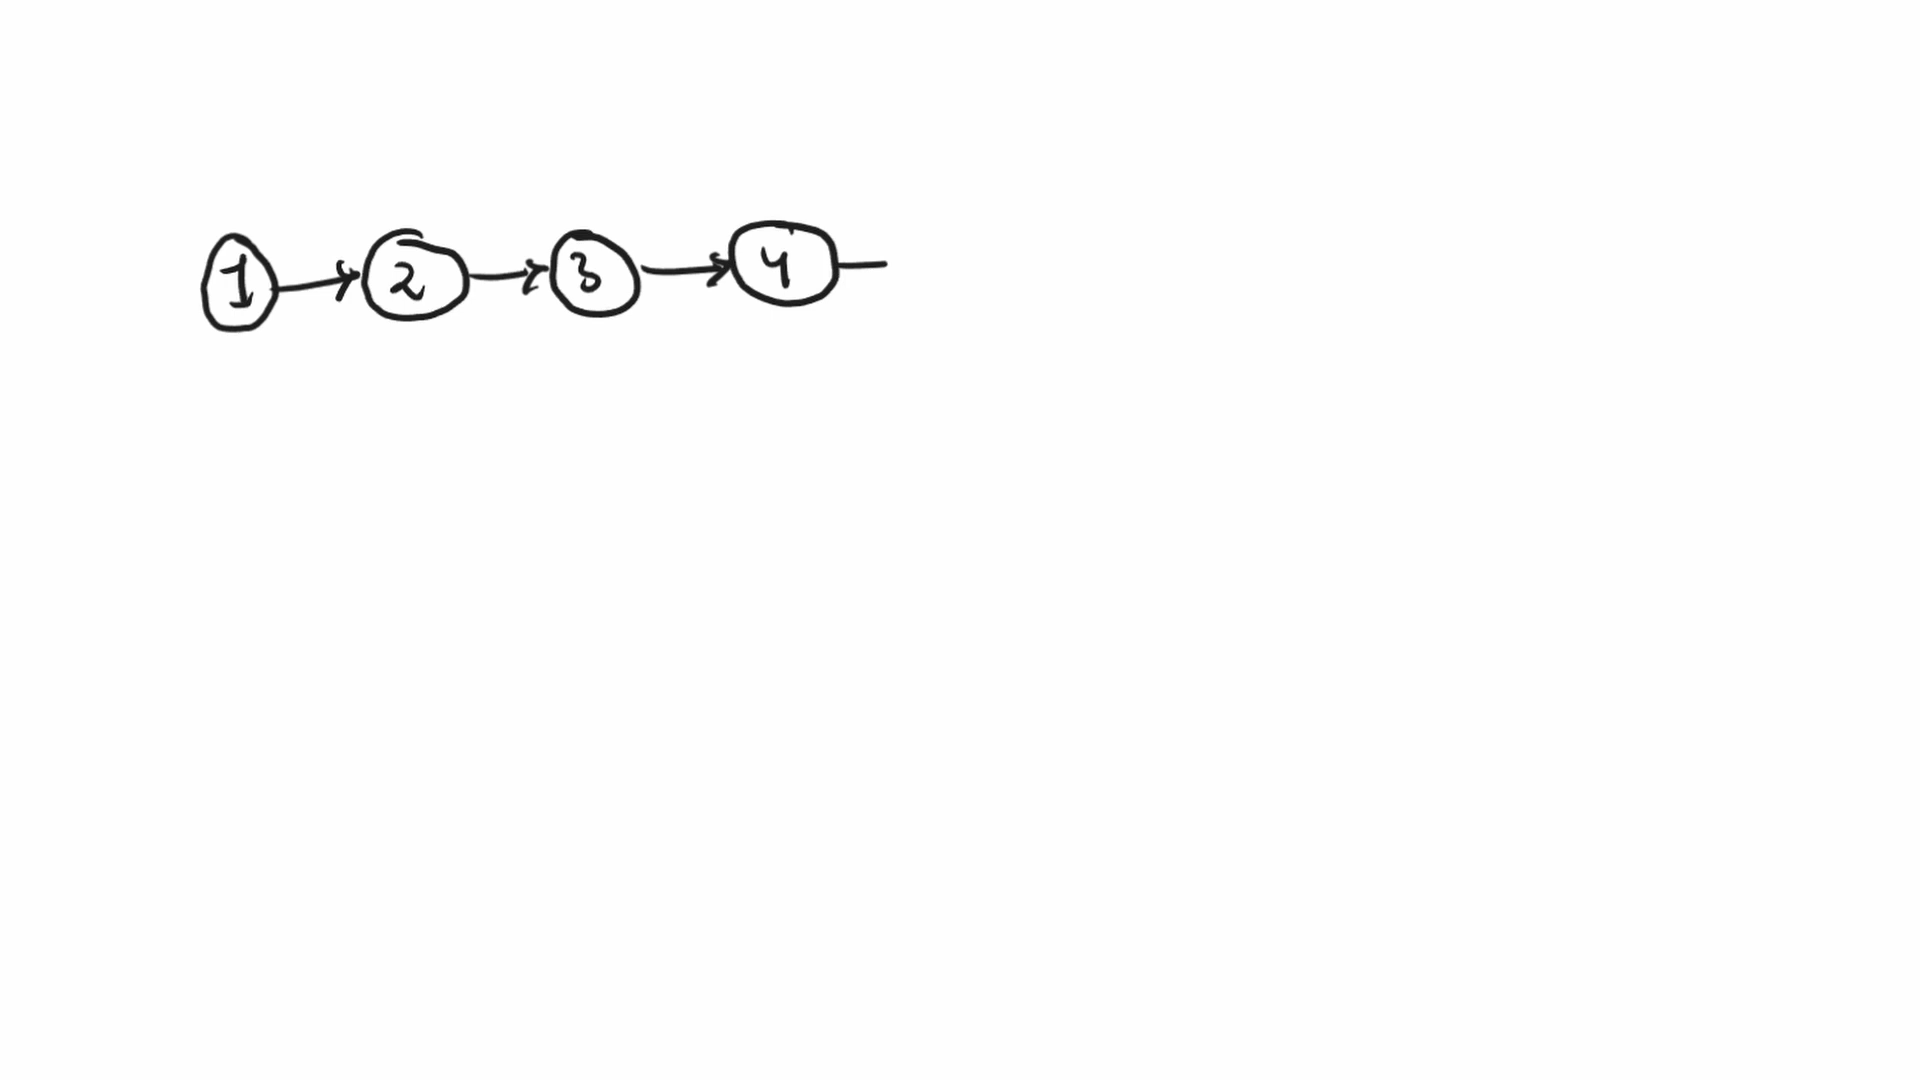 1 → 2 → 3 → 4 —